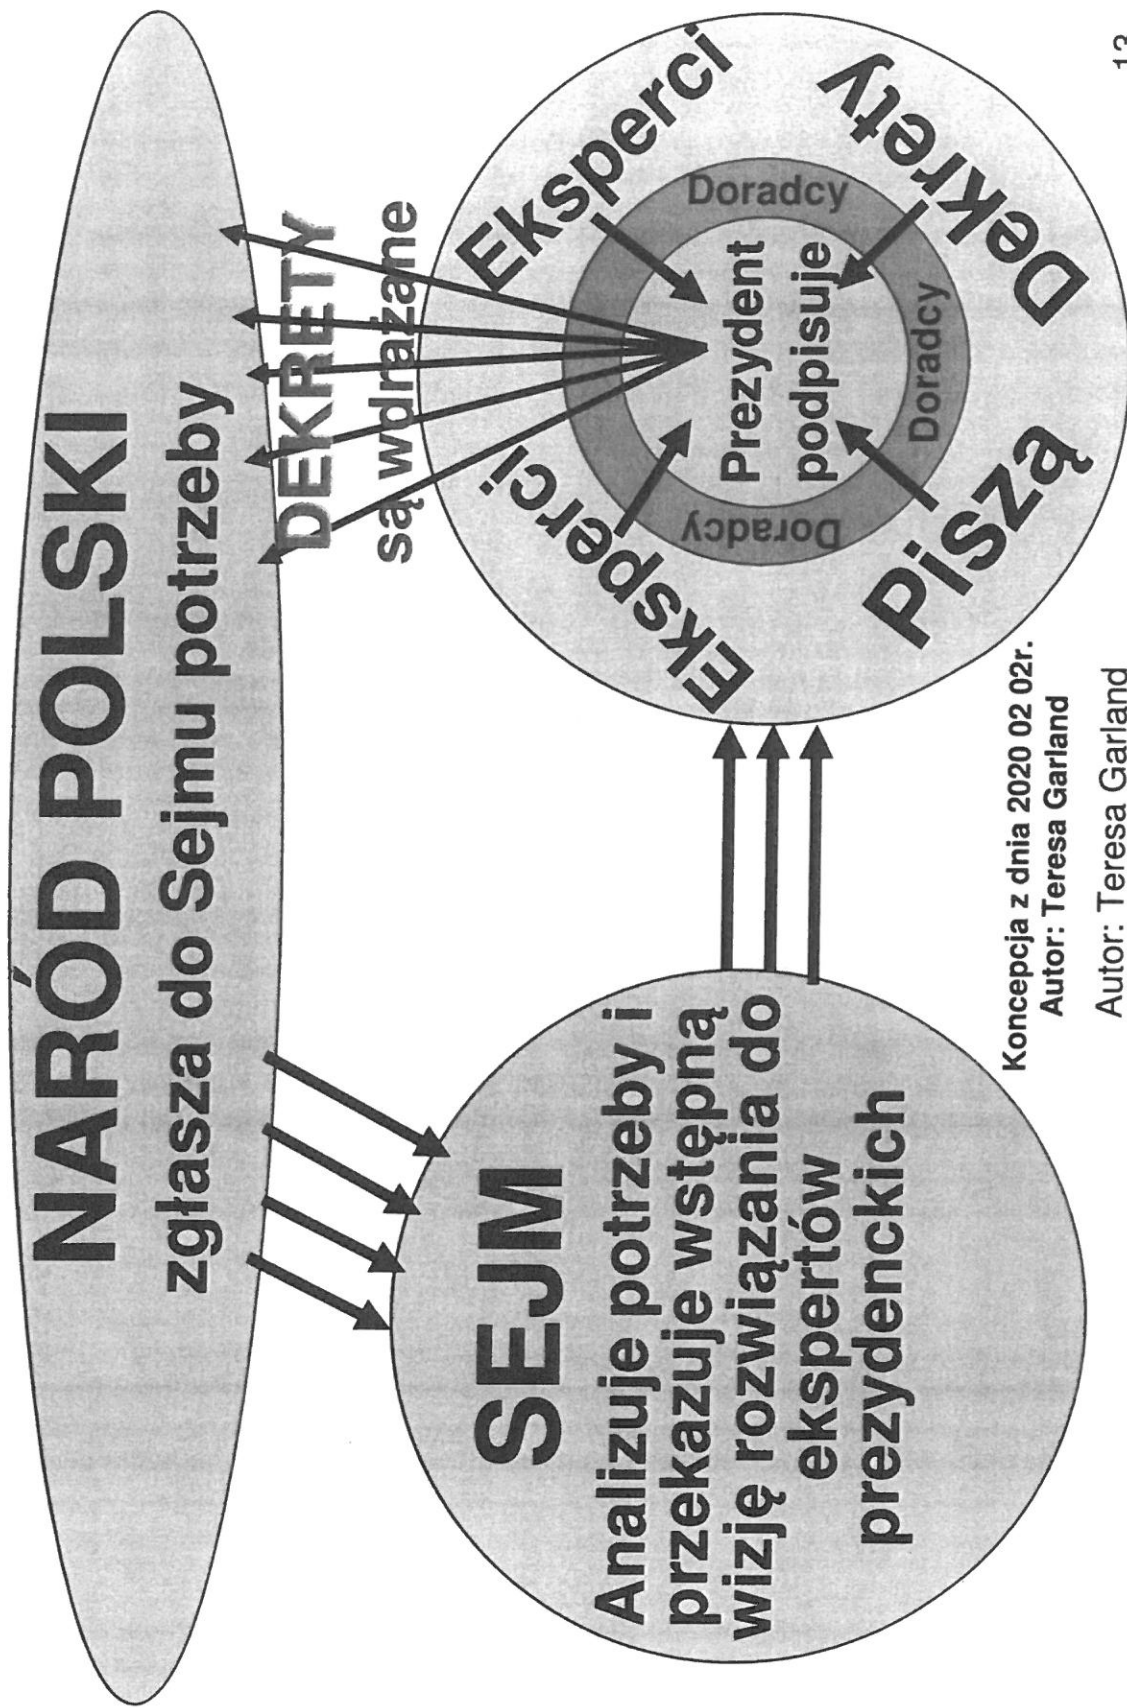 NARÓD POLSKI
zgłasza do Sejmu potrzeby
SEJM
Analizuje potrzeby i
przekazuje wstępną
wizję rozwiązania do
ekspertów
prezydenckich
DEKRETY
są wdrażane
Eksperci
Eksperci
Piszą
Dekrety
Doradcy
Doradcy
Doradcy
Prezydent
podpisuje
Koncepcja z dnia 2020 02 02r.
Autor: Teresa Garland
Autor: Teresa Garland
13